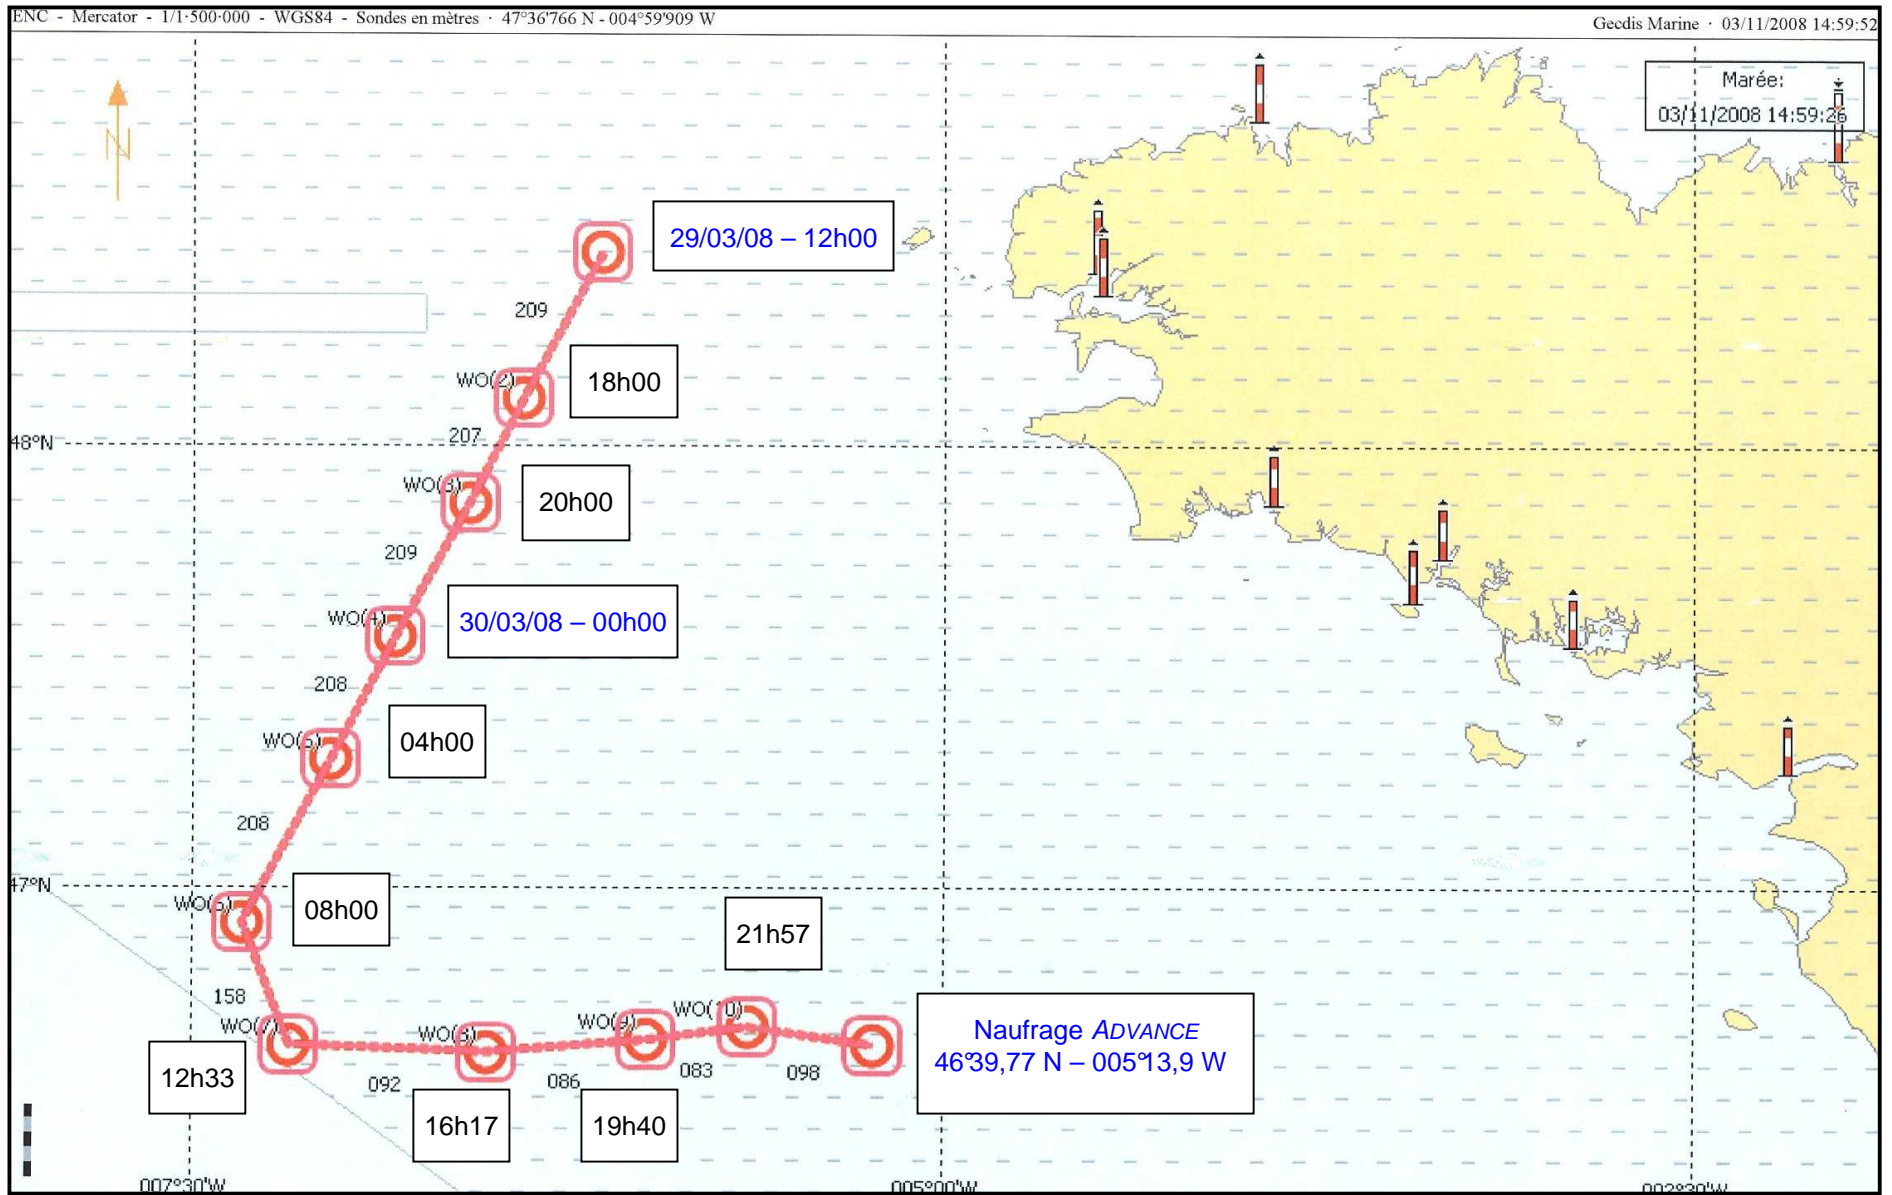 ENC - Mercator - 1/1·500·000 - WGS84 - Sondes en mètres · 47°36'766 N - 004°59'909 W
Gecdis Marine · 03/11/2008 14:59:52
Marée:
03/11/2008 14:59:26
N
29/03/08 – 12h00
209
WO(2)
18h00
207
48°N
WO(3)
20h00
209
WO(4)
30/03/08 – 00h00
208
WO(5)
04h00
208
47°N
WO(6)
08h00
21h57
158
WO(7)
WO(8)
WO(9)
WO(10)
Naufrage ADVANCE
46°39,77 N – 005°13,9 W
12h33
092
086
083
098
16h17
19h40
007°30'W
005°00'W
002°30'W